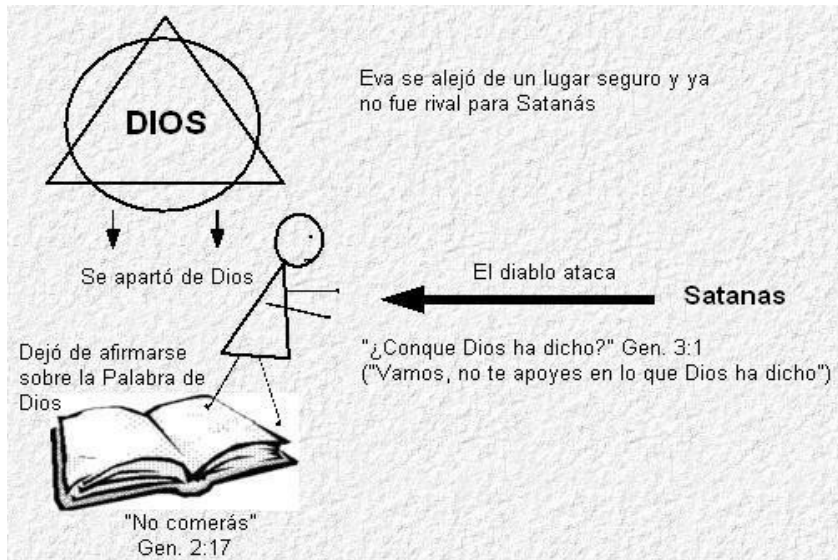 DIOS
Eva se alejó de un lugar seguro y ya
no fue rival para Satanás
Se apartó de Dios
El diablo ataca
Satanas
Dejó de afirmarse
sobre la Palabra de
Dios
"¿Conque Dios ha dicho?" Gen. 3:1
("Vamos, no te apoyes en lo que Dios ha dicho")
"No comerás"
Gen. 2:17